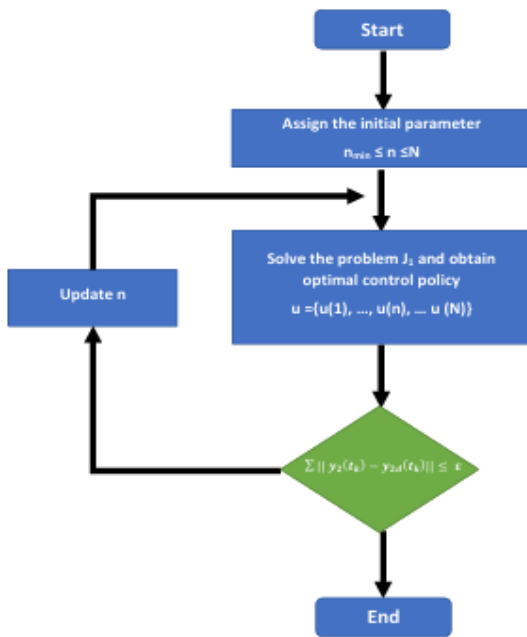 Start
Assign the initial parameter
nₘᵢₙ ≤ n ≤N
Solve the problem J₁ and obtain
optimal control policy
u ={u(1), ..., u(n), ... u (N)}
Update n
∑ || y₂(tₖ) − y₂d(tₖ)|| ≤ ε
End